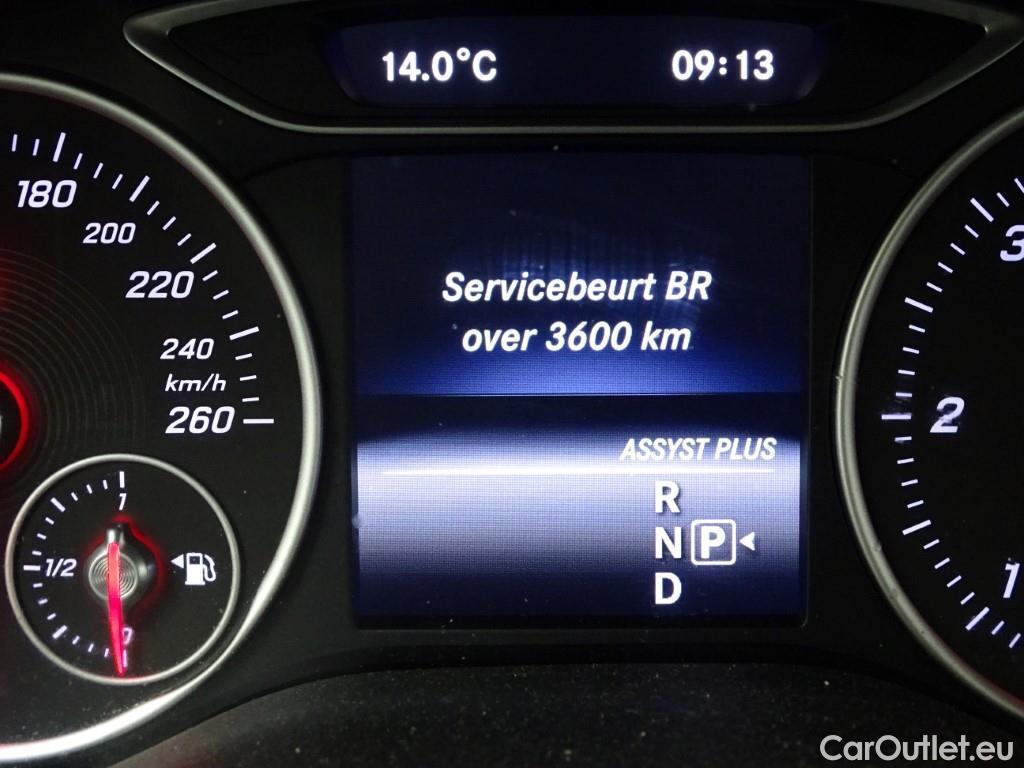 14.0°C 09:13
180
200
220
240
km/h
260
Servicebeurt BR
over 3600 km
ASSYST PLUS
R
N P
D
1
1/2
0
3
2
1
CarOutlet.eu